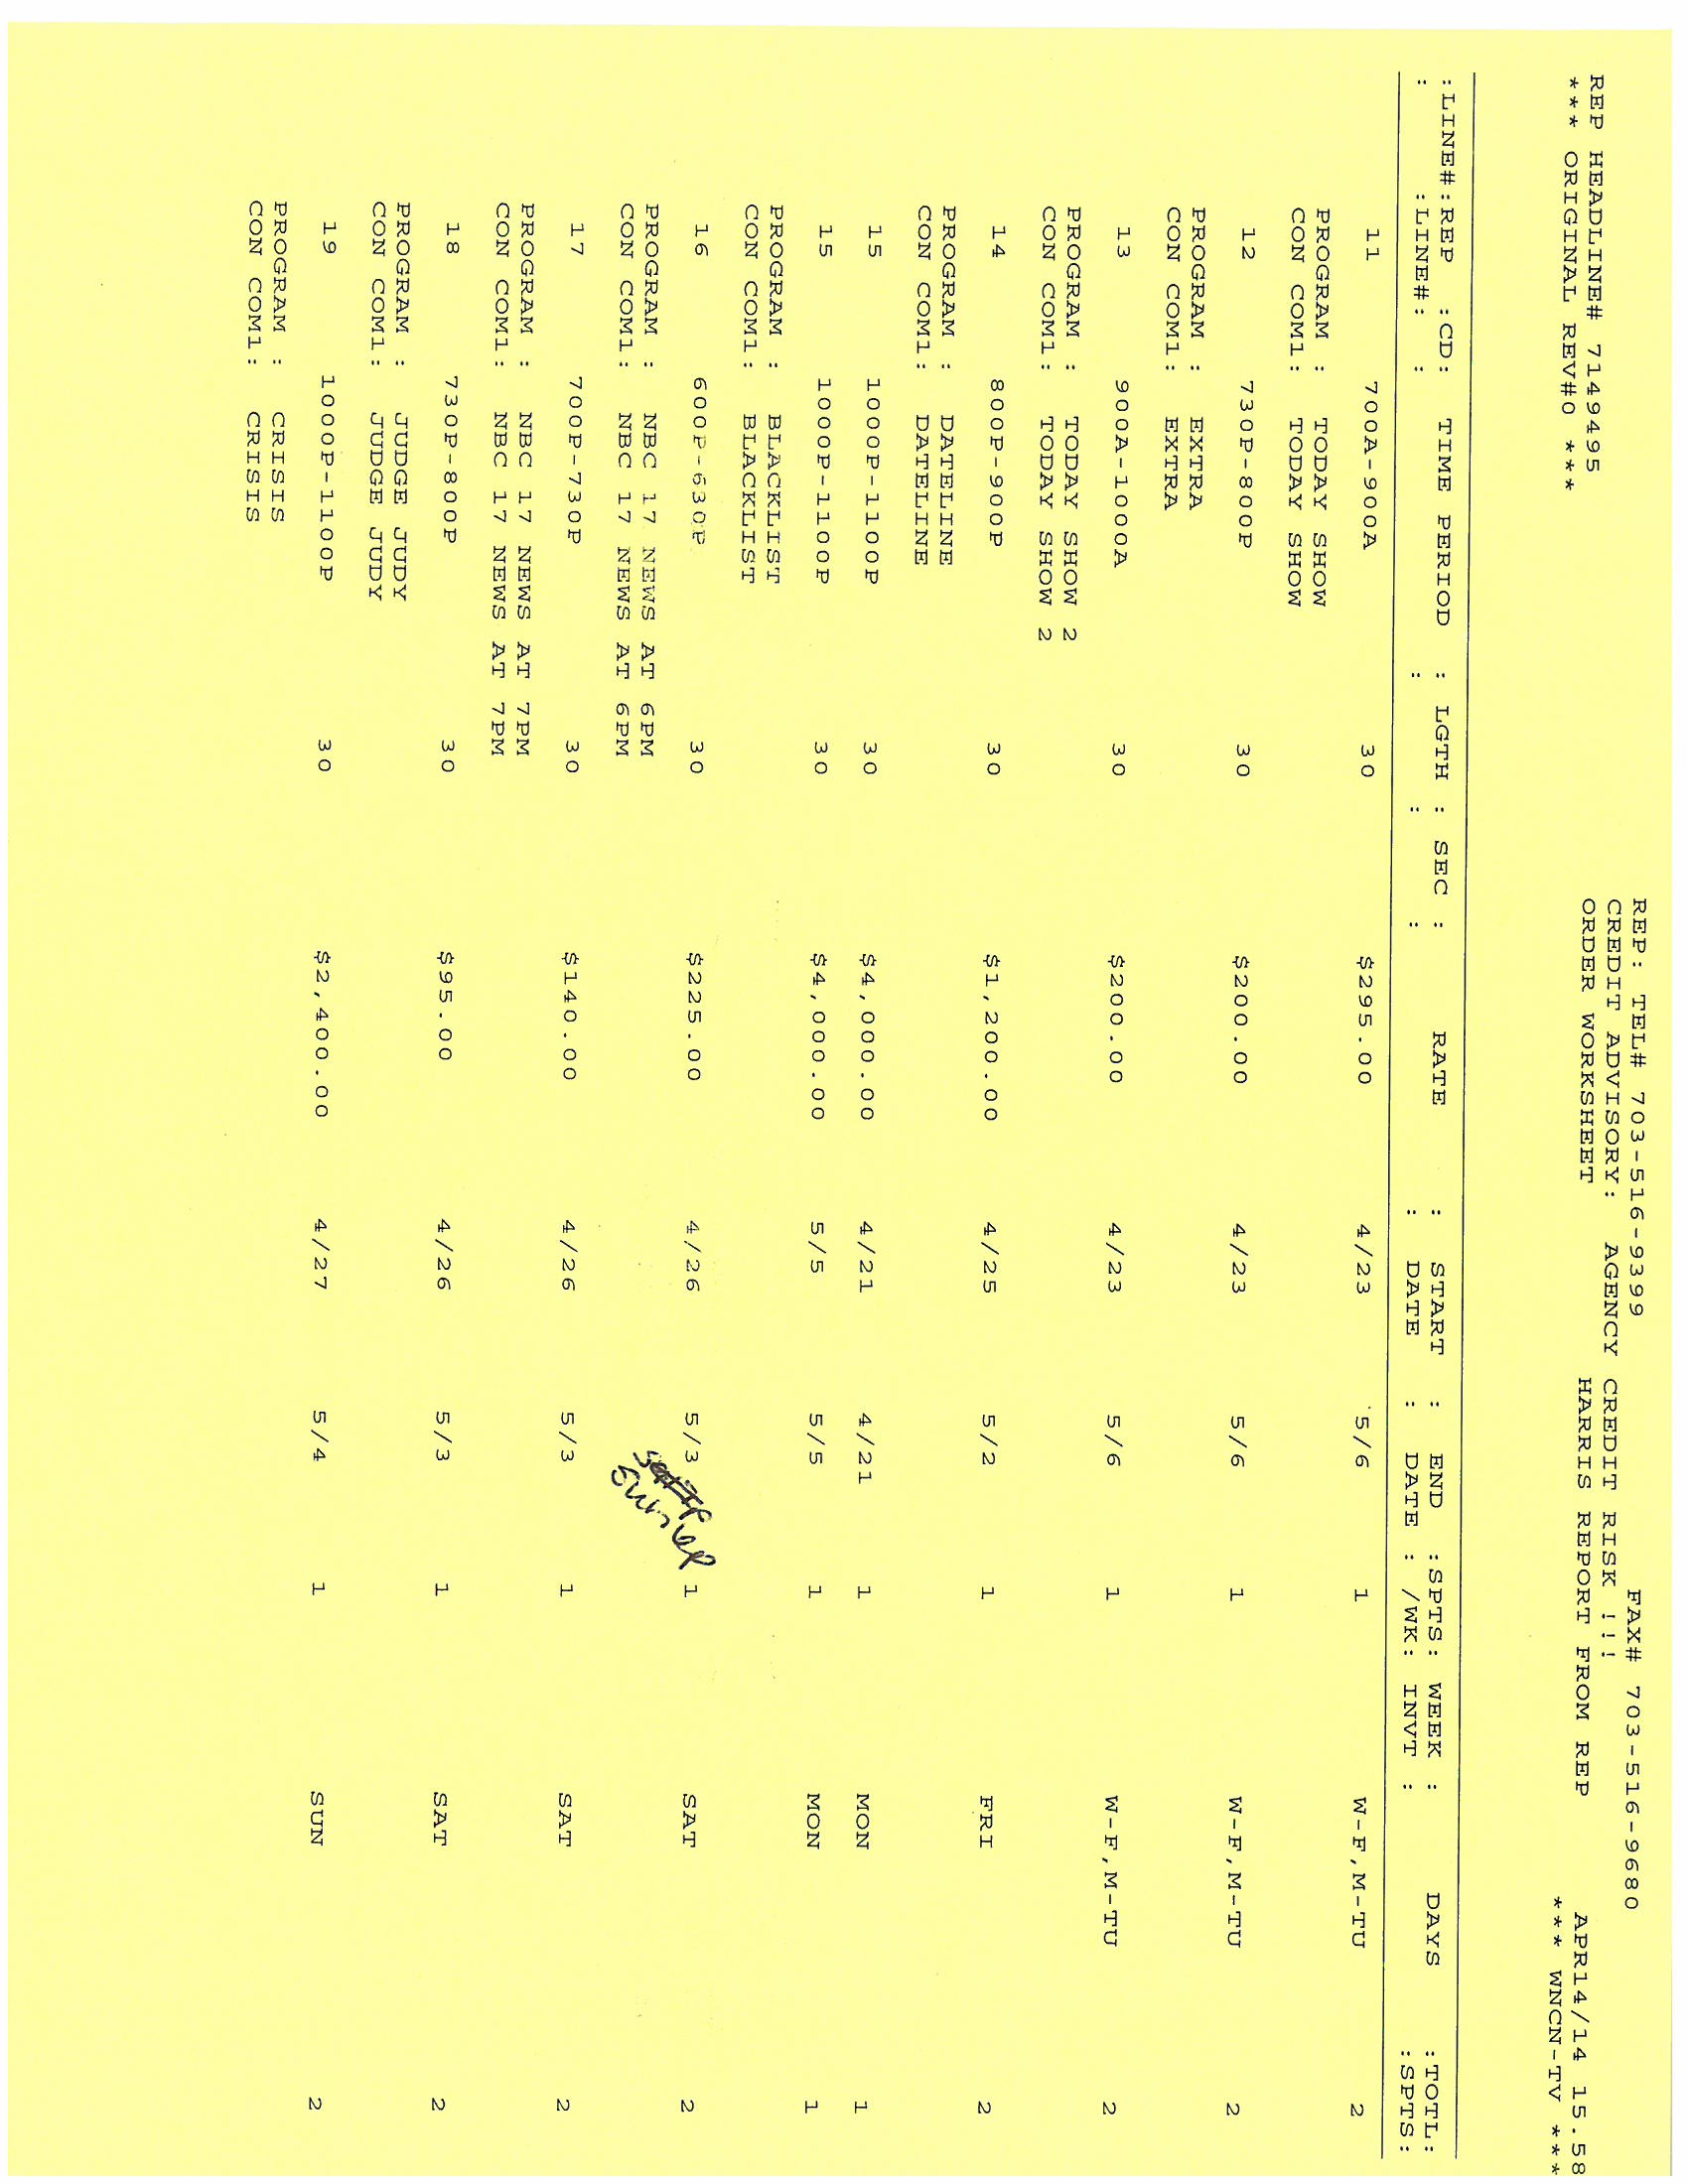 REP: TEL# 703-516-9399 FAX# 703-516-9680
CREDIT ADVISORY: AGENCY CREDIT RISK !!!
REP HEADLINE# 7149495 ORDER WORKSHEET HARRIS REPORT FROM REP APR14/14 15.58
*** ORIGINAL REV#0 *** *** WNCN-TV ***
:LINE#:REP :CD: TIME PERIOD : LGTH : SEC : RATE : START : END :SPTS: WEEK : DAYS :TOTL:
: :LINE#: : : : : DATE : DATE : /WK: INVT : :SPTS:
11 700A-900A 30 $295.00 4/23 5/6 1 W-F,M-TU 2
PROGRAM : TODAY SHOW
CON COM1: TODAY SHOW
12 730P-800P 30 $200.00 4/23 5/6 1 W-F,M-TU 2
PROGRAM : EXTRA
CON COM1: EXTRA
13 900A-1000A 30 $200.00 4/23 5/6 1 W-F,M-TU 2
PROGRAM : TODAY SHOW 2
CON COM1: TODAY SHOW 2
14 800P-900P 30 $1,200.00 4/25 5/2 1 FRI 2
PROGRAM : DATELINE
CON COM1: DATELINE
15 1000P-1100P 30 $4,000.00 4/21 4/21 1 MON 1
15 1000P-1100P 30 $4,000.00 5/5 5/5 1 MON 1
PROGRAM : BLACKLIST
CON COM1: BLACKLIST
16 600P-630P 30 $225.00 4/26 5/3 1 SAT 2
PROGRAM : NBC 17 NEWS AT 6PM
CON COM1: NBC 17 NEWS AT 6PM
Sun 6p
17 700P-730P 30 $140.00 4/26 5/3 1 SAT 2
PROGRAM : NBC 17 NEWS AT 7PM
CON COM1: NBC 17 NEWS AT 7PM
18 730P-800P 30 $95.00 4/26 5/3 1 SAT 2
PROGRAM : JUDGE JUDY
CON COM1: JUDGE JUDY
19 1000P-1100P 30 $2,400.00 4/27 5/4 1 SUN 2
PROGRAM : CRISIS
CON COM1: CRISIS